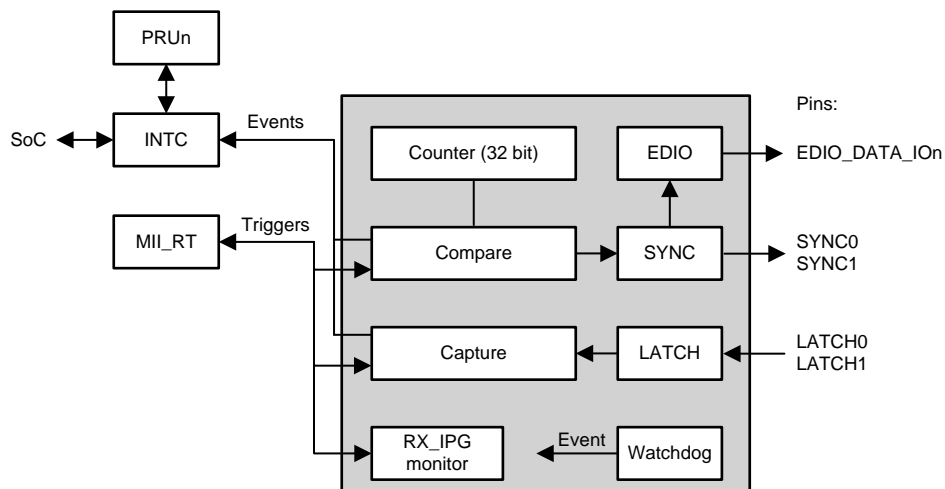 PRUn
Pins:
SoC
INTC
Events
Counter (32 bit)
EDIO
EDIO_DATA_IOn
MII_RT
Triggers
Compare
SYNC
SYNC0
SYNC1
Capture
LATCH
LATCH0
LATCH1
RX_IPG
monitor
Event
Watchdog